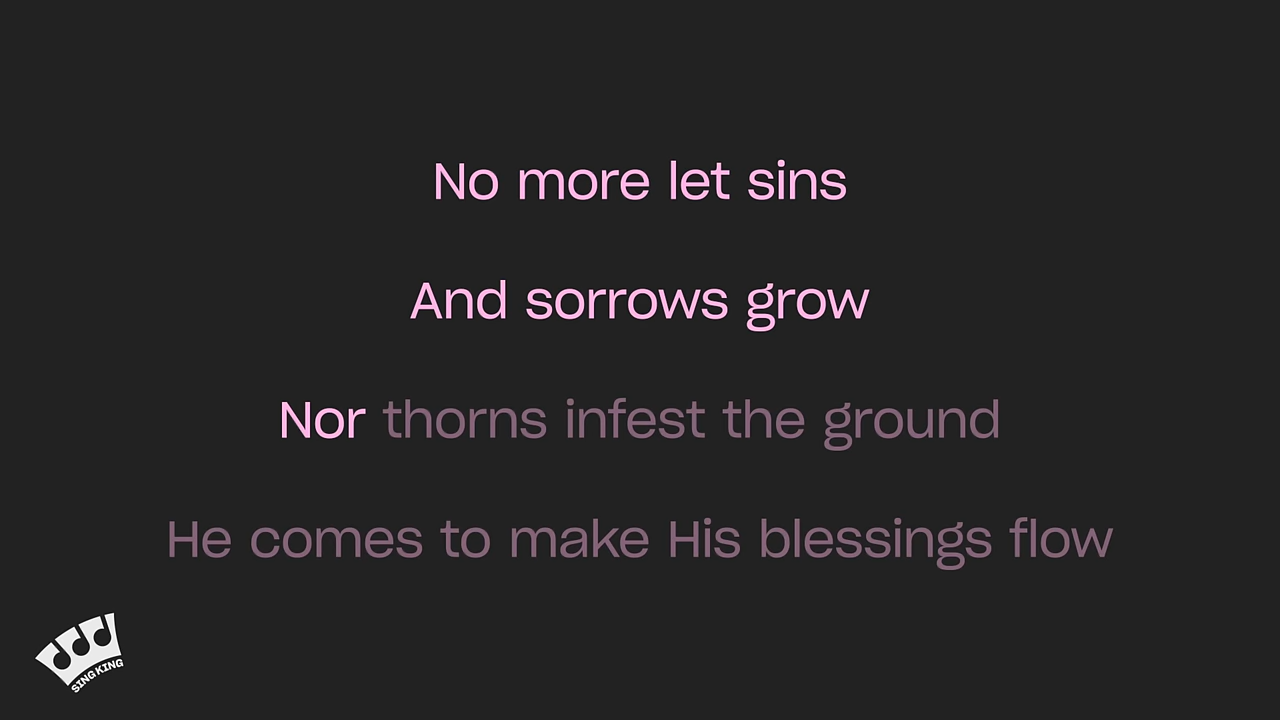 No more let sins
And sorrows grow
Nor thorns infest the ground
He comes to make His blessings flow
SING KING